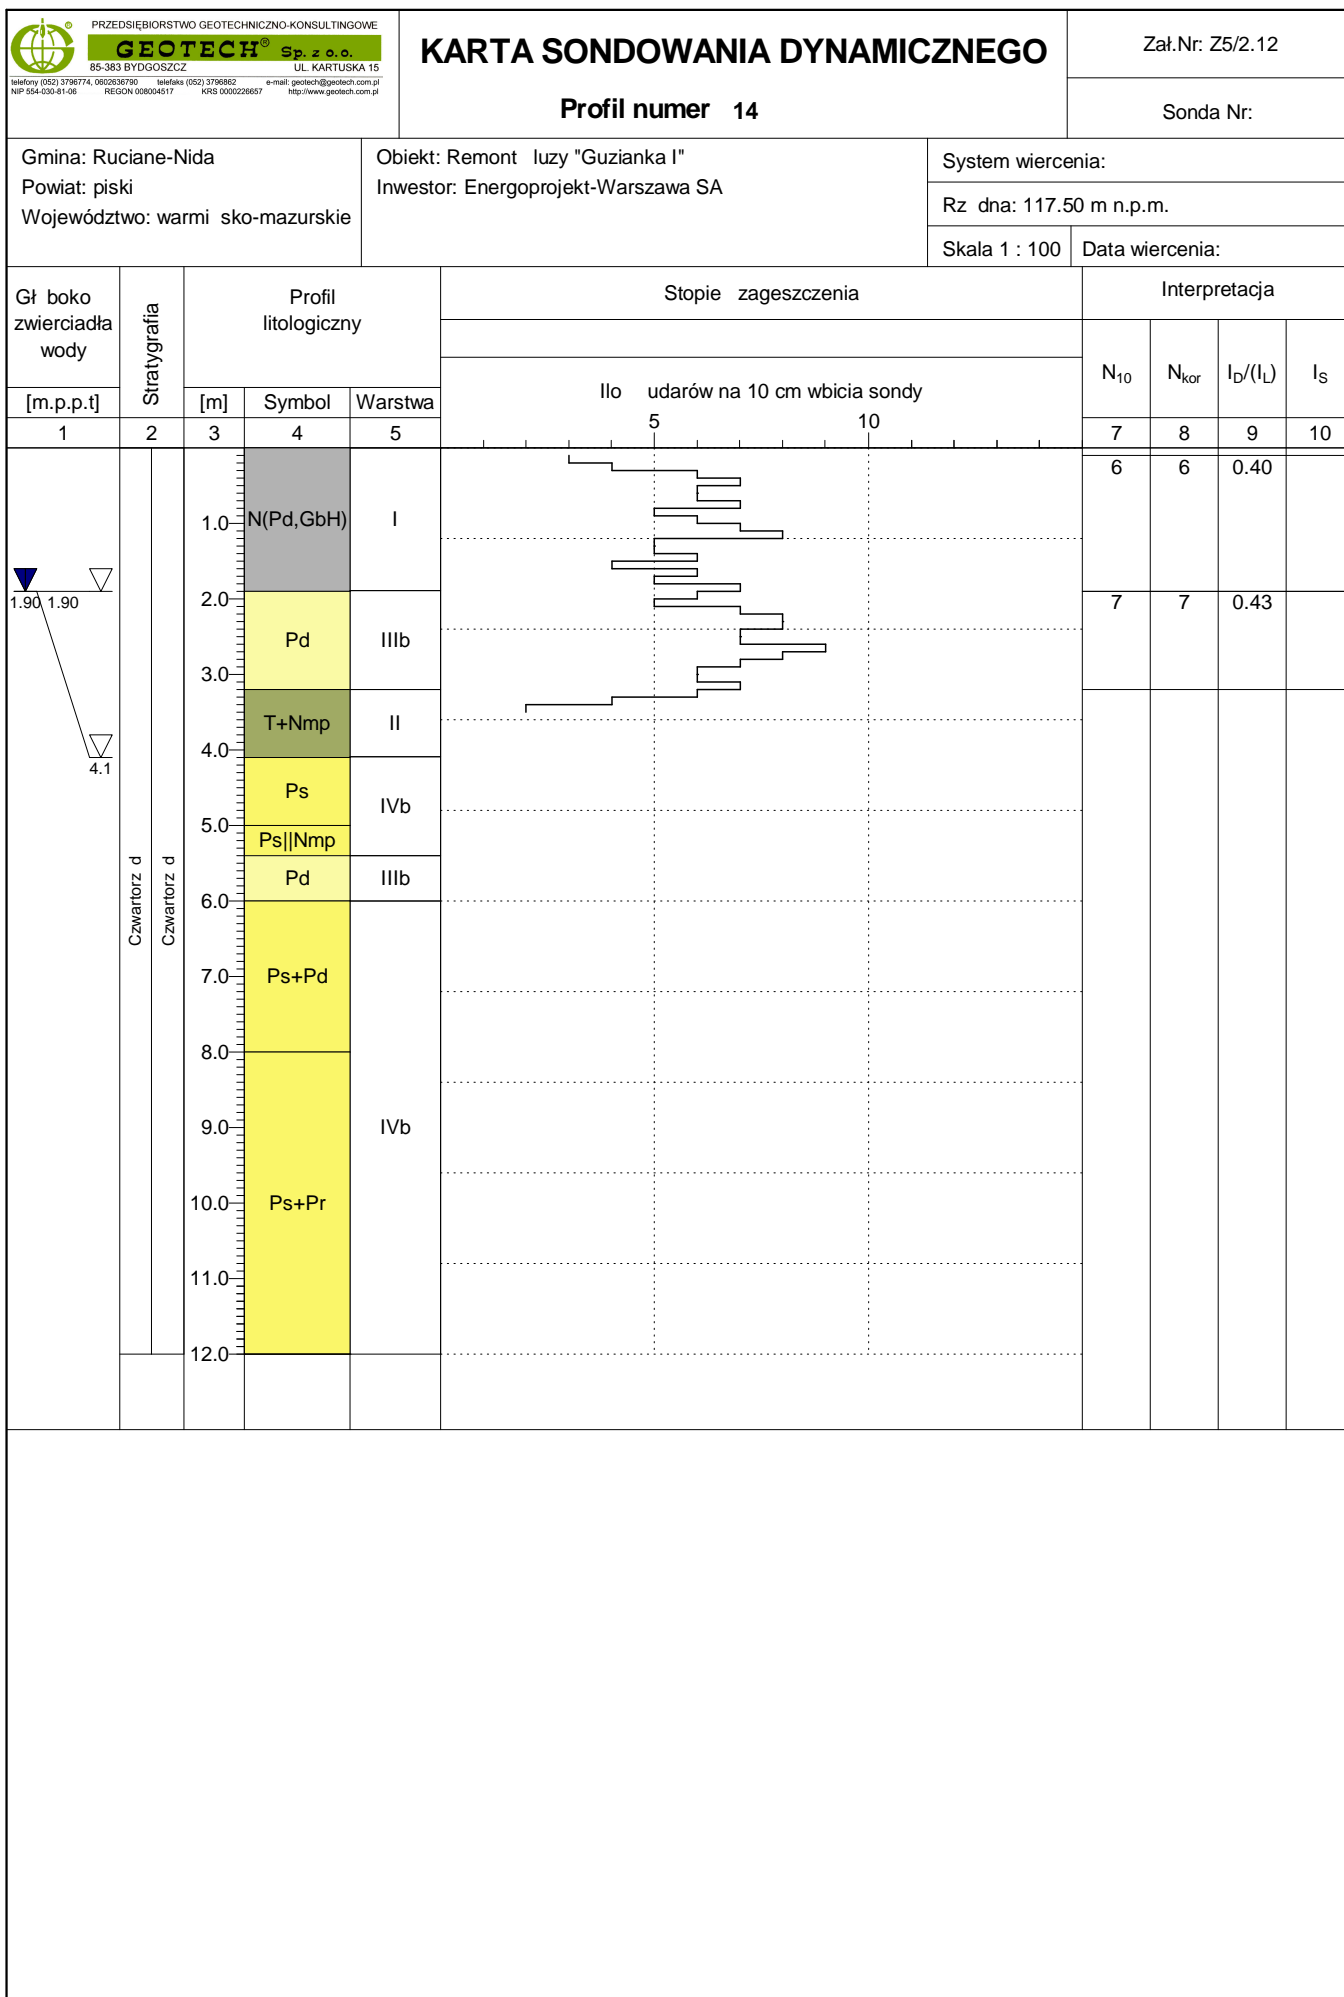 PRZEDSIĘBIORSTWO GEOTECHNICZNO-KONSULTINGOWE
GEOTECH® Sp. z o.o.
85-383 BYDGOSZCZ UL. KARTUSKA 15
telefony (052) 3796774, 0602636790 telefaks (052) 3796862 e-mail: geotech@geotech.com.pl
NIP 554-030-81-06 REGON 008004517 KRS 0000226657 http://www.geotech.com.pl
KARTA SONDOWANIA DYNAMICZNEGO
Profil numer 14
Zał.Nr: Z5/2.12
Sonda Nr:
Gmina: Ruciane-Nida
Powiat: piski
Województwo: warmi sko-mazurskie
Obiekt: Remont luzy "Guzianka I"
Inwestor: Energoprojekt-Warszawa SA
System wiercenia:
Rz dna: 117.50 m n.p.m.
Skala 1 : 100 Data wiercenia:
Gł boko
zwierciadła
wody
[m.p.p.t]
Stratygrafia
Profil
litologiczny
[m] Symbol Warstwa
Stopie zageszczenia
Ilo udarów na 10 cm wbicia sondy
5 10
Interpretacja
N10 Nkor ID/(IL) IS
1 2 3 4 5 7 8 9 10
6 6 0.40
1.0 N(Pd,GbH) I
1.90 1.90
2.0
7 7 0.43
Pd IIIb
3.0
T+Nmp II
4.0
4.1
Ps
IVb
5.0
Ps||Nmp
Pd IIIb
6.0
Czwartorz d
Czwartorz d
7.0 Ps+Pd
8.0
9.0 IVb
10.0 Ps+Pr
11.0
12.0